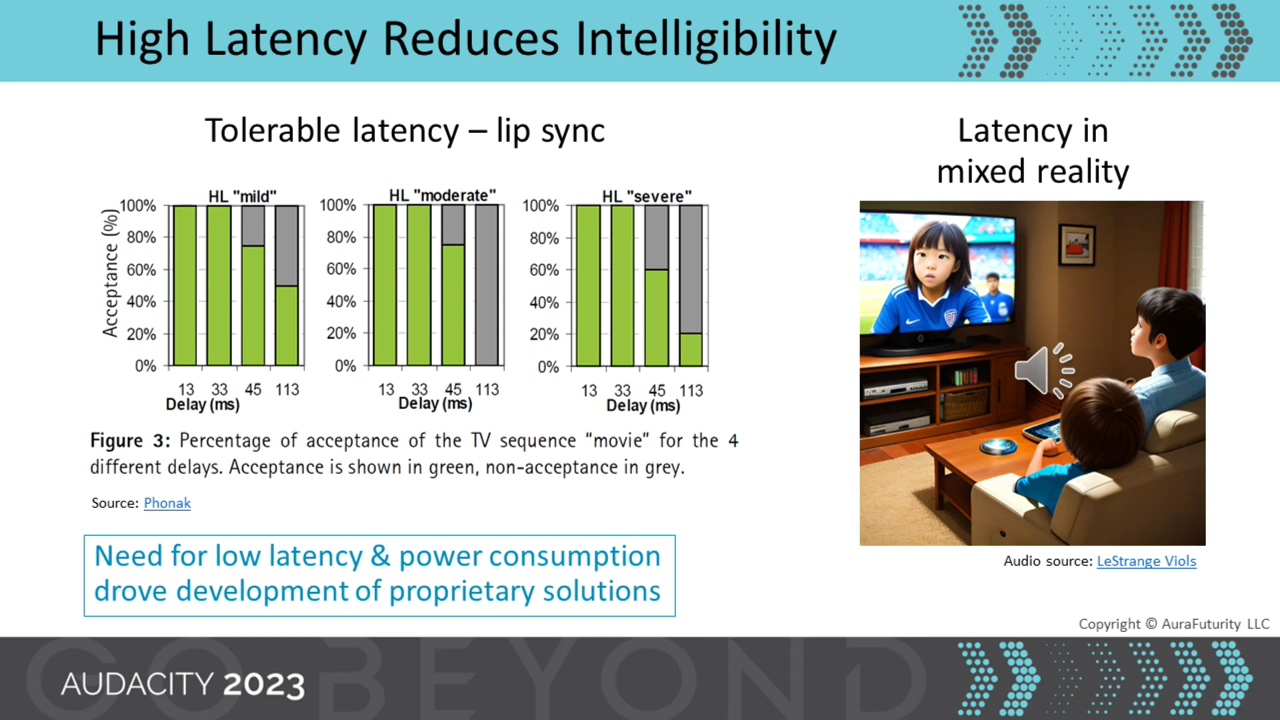 High Latency Reduces Intelligibility
Tolerable latency – lip sync
Acceptance (%)
HL "mild"
100%
80%
60%
40%
20%
0%
13 33 45 113
Delay (ms)
HL "moderate"
100%
80%
60%
40%
20%
0%
13 33 45 113
Delay (ms)
HL "severe"
100%
80%
60%
40%
20%
0%
13 33 45 113
Delay (ms)
Figure 3: Percentage of acceptance of the TV sequence “movie” for the 4
different delays. Acceptance is shown in green, non-acceptance in grey.
Source: Phonak
Need for low latency & power consumption
drove development of proprietary solutions
Latency in
mixed reality
Audio source: LeStrange Viols
Copyright © AuraFuturity LLC
GO BEYOND
AUDACITY 2023